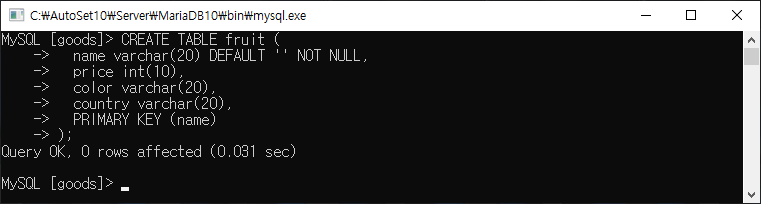 C:₩AutoSet10₩Server₩MariaDB10₩bin₩mysql.exe
MySQL [goods]> CREATE TABLE fruit (
    ->   name varchar(20) DEFAULT '' NOT NULL,
    ->   price int(10),
    ->   color varchar(20),
    ->   country varchar(20),
    ->   PRIMARY KEY (name)
    -> );
Query OK, 0 rows affected (0.031 sec)
MySQL [goods]>